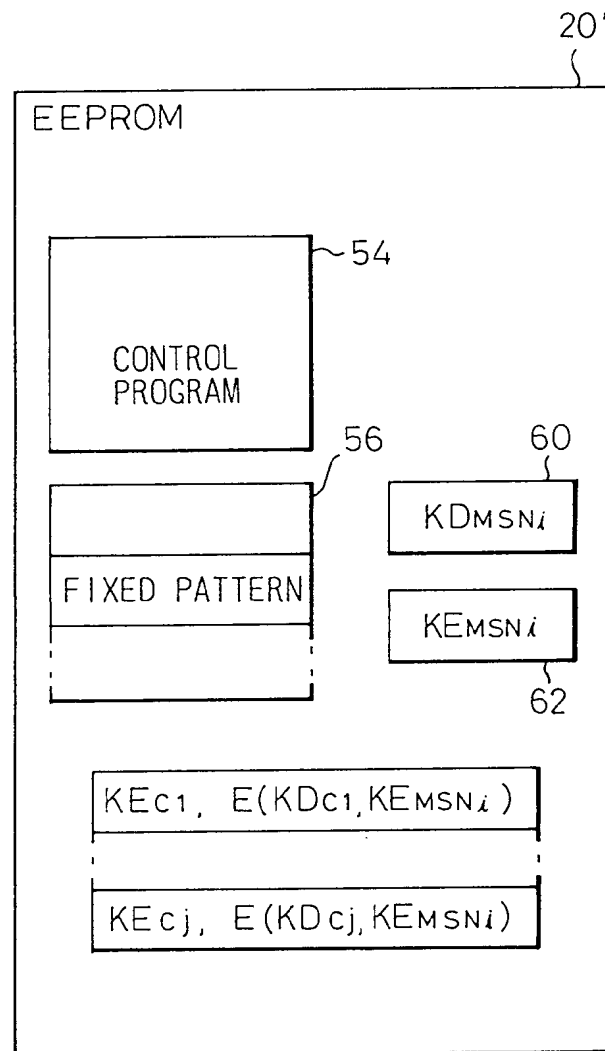 20'
EEPROM
54
CONTROL
PROGRAM
56
60
KDMSNi
FIXED PATTERN
KEMSNi
62
KEC1, E(KDC1,KEMSNi)
KECj, E(KDCj,KEMSNi)